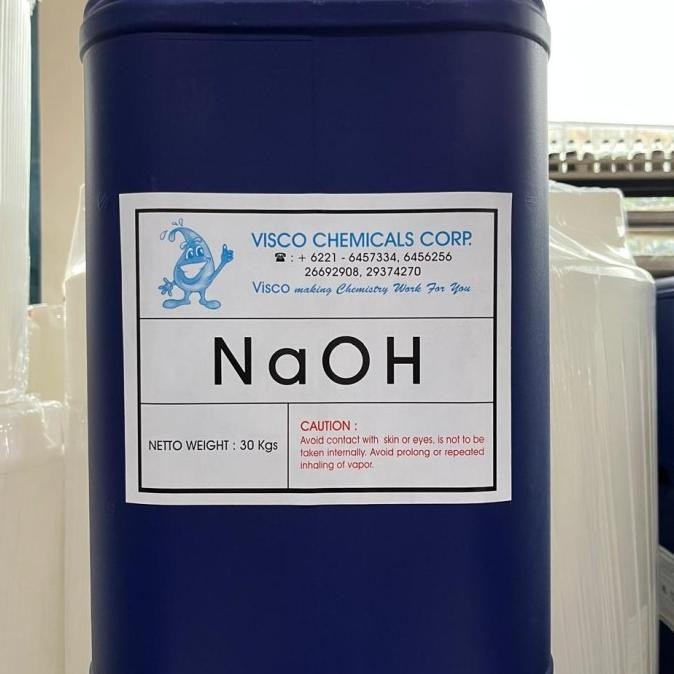 VISCO CHEMICALS CORP.
☎ : + 6221 - 6457334, 6456256
26692908, 29374270
Visco making Chemistry Work For You
NaOH
NETTO WEIGHT : 30 Kgs
CAUTION :
Avoid contact with skin or eyes, is not to be
taken internally. Avoid prolong or repeated
inhaling of vapor.